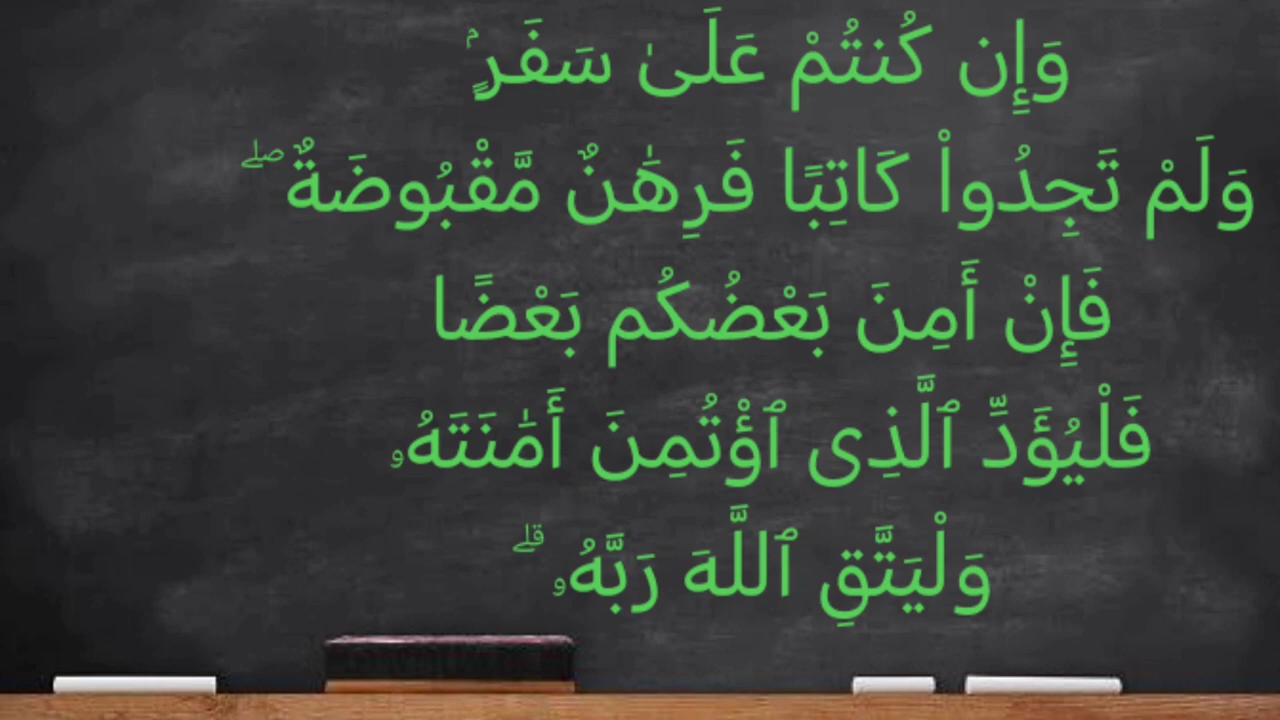 وَإِن كُنتُمْ عَلَىٰ سَفَرٍۢ
وَلَمْ تَجِدُوا۟ كَاتِبًا فَرِهَٰنٌ مَّقْبُوضَةٌ ۖ
فَإِنْ أَمِنَ بَعْضُكُم بَعْضًا
فَلْيُؤَدِّ ٱلَّذِى ٱؤْتُمِنَ أَمَٰنَتَهُۥ
وَلْيَتَّقِ ٱللَّهَ رَبَّهُۥ ۗ